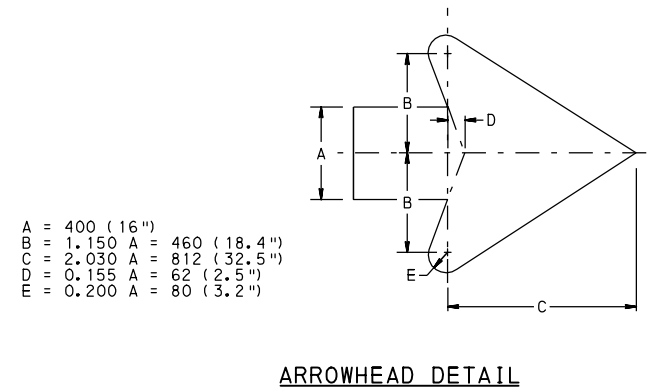 B
D
A
B
A = 400 (16")
B = 1.150 A = 460 (18.4")
C = 2.030 A = 812 (32.5")
D = 0.155 A = 62 (2.5")
E = 0.200 A = 80 (3.2")
E
C
ARROWHEAD DETAIL